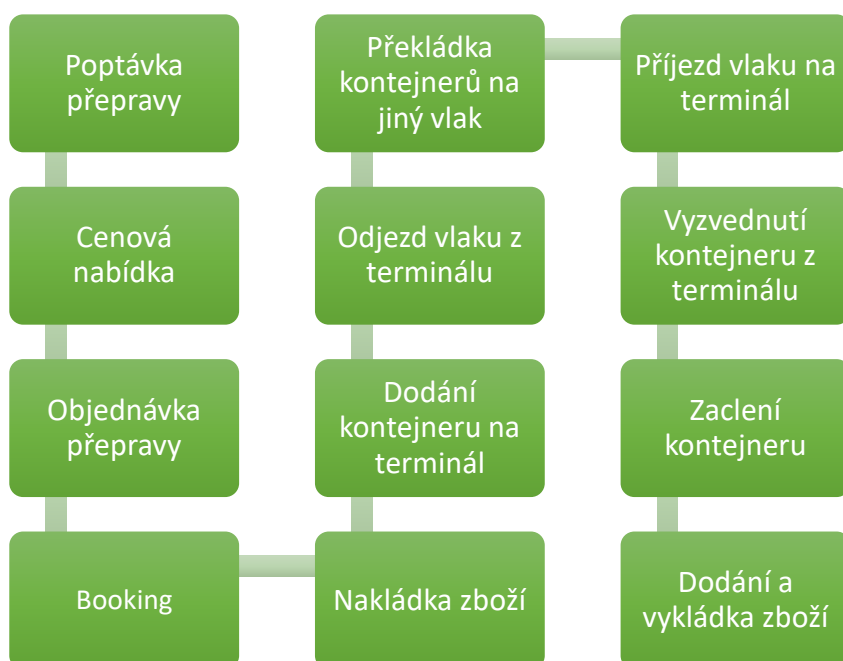 Poptávka
přepravy
Cenová
nabídka
Objednávka
přepravy
Booking
Nakládka zboží
Dodání
kontejneru na
terminál
Odjezd vlaku z
terminálu
Překládka
kontejnerů na
jiný vlak
Příjezd vlaku na
terminál
Vyzvednutí
kontejneru z
terminálu
Zaclení
kontejneru
Dodání a
vykládka zboží